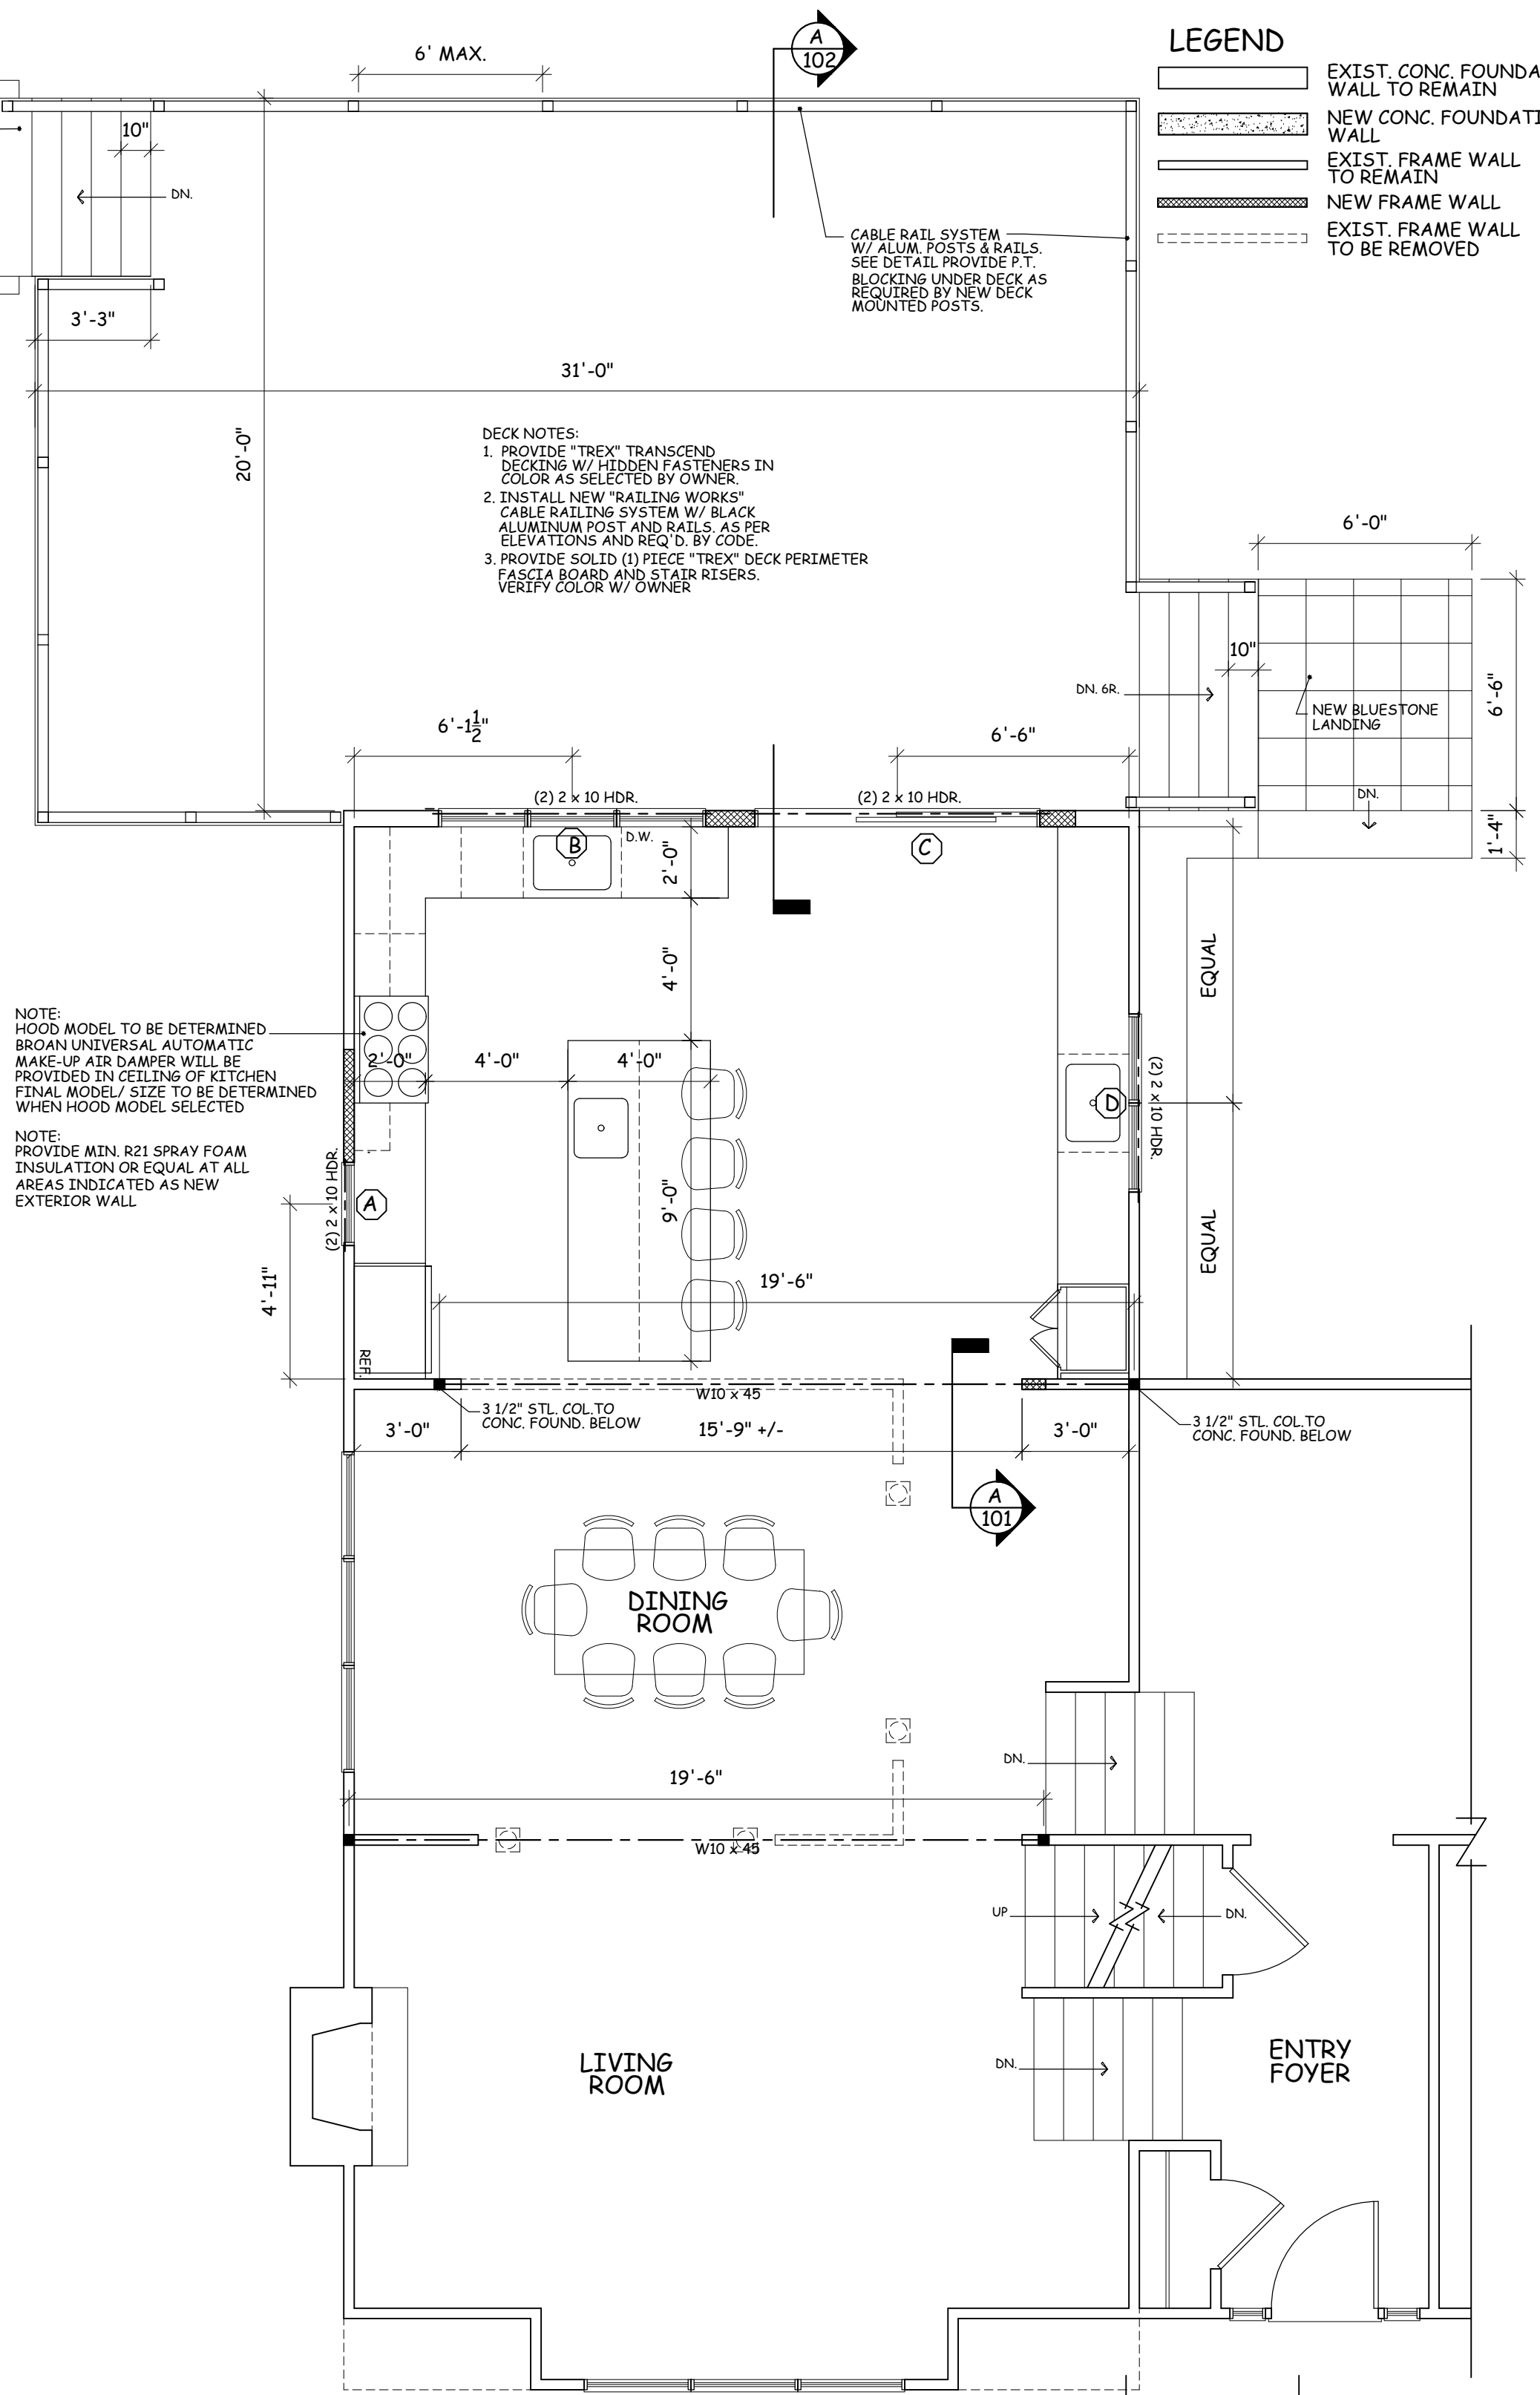 A
102
6' MAX.
LEGEND
EXIST. CONC. FOUNDA
WALL TO REMAIN
NEW CONC. FOUNDATI
WALL
EXIST. FRAME WALL
TO REMAIN
NEW FRAME WALL
EXIST. FRAME WALL
TO BE REMOVED
10"
DN.
CABLE RAIL SYSTEM
W/ ALUM. POSTS & RAILS.
SEE DETAIL PROVIDE P.T.
BLOCKING UNDER DECK AS
REQUIRED BY NEW DECK
MOUNTED POSTS.
3'-3"
31'-0"
20'-0"
DECK NOTES:
1. PROVIDE "TREX" TRANSCEND
DECKING W/ HIDDEN FASTENERS IN
COLOR AS SELECTED BY OWNER.
2. INSTALL NEW "RAILING WORKS"
CABLE RAILING SYSTEM W/ BLACK
ALUMINUM POST AND RAILS. AS PER
ELEVATIONS AND REQ'D. BY CODE.
3. PROVIDE SOLID (1) PIECE "TREX" DECK PERIMETER
FASCIA BOARD AND STAIR RISERS.
VERIFY COLOR W/ OWNER
6'-0"
10"
DN. 6R.
NEW BLUESTONE
LANDING
6'-6"
6'-1 1/2"
6'-6"
(2) 2 x 10 HDR.
(2) 2 x 10 HDR.
DN.
1'-4"
B
D.W.
C
2'-0"
4'-0"
EQUAL
NOTE:
HOOD MODEL TO BE DETERMINED
BROAN UNIVERSAL AUTOMATIC
MAKE-UP AIR DAMPER WILL BE
PROVIDED IN CEILING OF KITCHEN
FINAL MODEL/ SIZE TO BE DETERMINED
WHEN HOOD MODEL SELECTED
2'-0"
4'-0"
4'-0"
D
(2) 2 x 10 HDR.
NOTE:
PROVIDE MIN. R21 SPRAY FOAM
INSULATION OR EQUAL AT ALL
AREAS INDICATED AS NEW
EXTERIOR WALL
(2) 2 x 10 HDR.
A
9'-0"
EQUAL
4'-11"
19'-6"
REF.
W10 x 45
3 1/2" STL. COL.TO
CONC. FOUND. BELOW
3 1/2" STL. COL.TO
CONC. FOUND. BELOW
3'-0"
15'-9" +/-
3'-0"
A
101
DINING
ROOM
DN.
19'-6"
W10 x 45
UP
DN.
LIVING
ROOM
DN.
ENTRY
FOYER